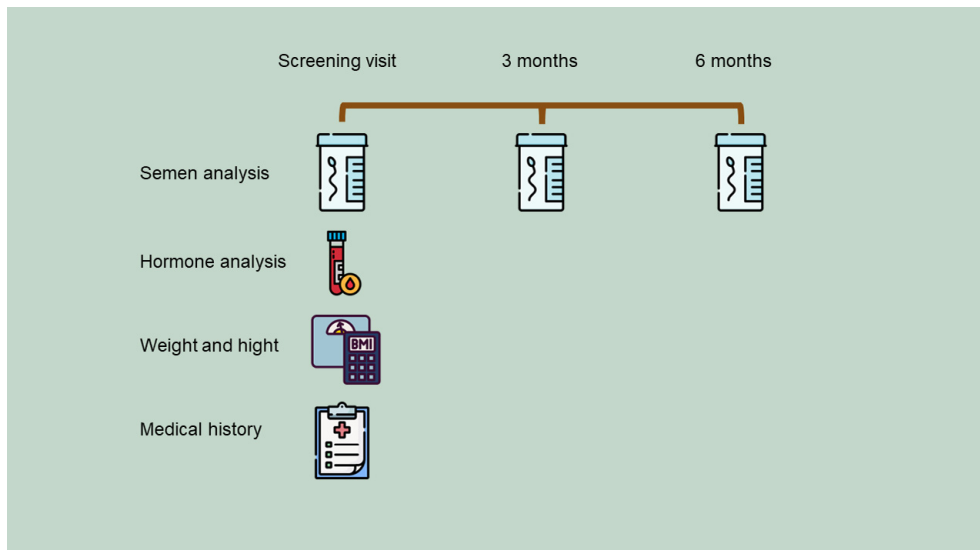 Screening visit 3 months 6 months
Semen analysis
Hormone analysis
Weight and hight
BMI
Medical history